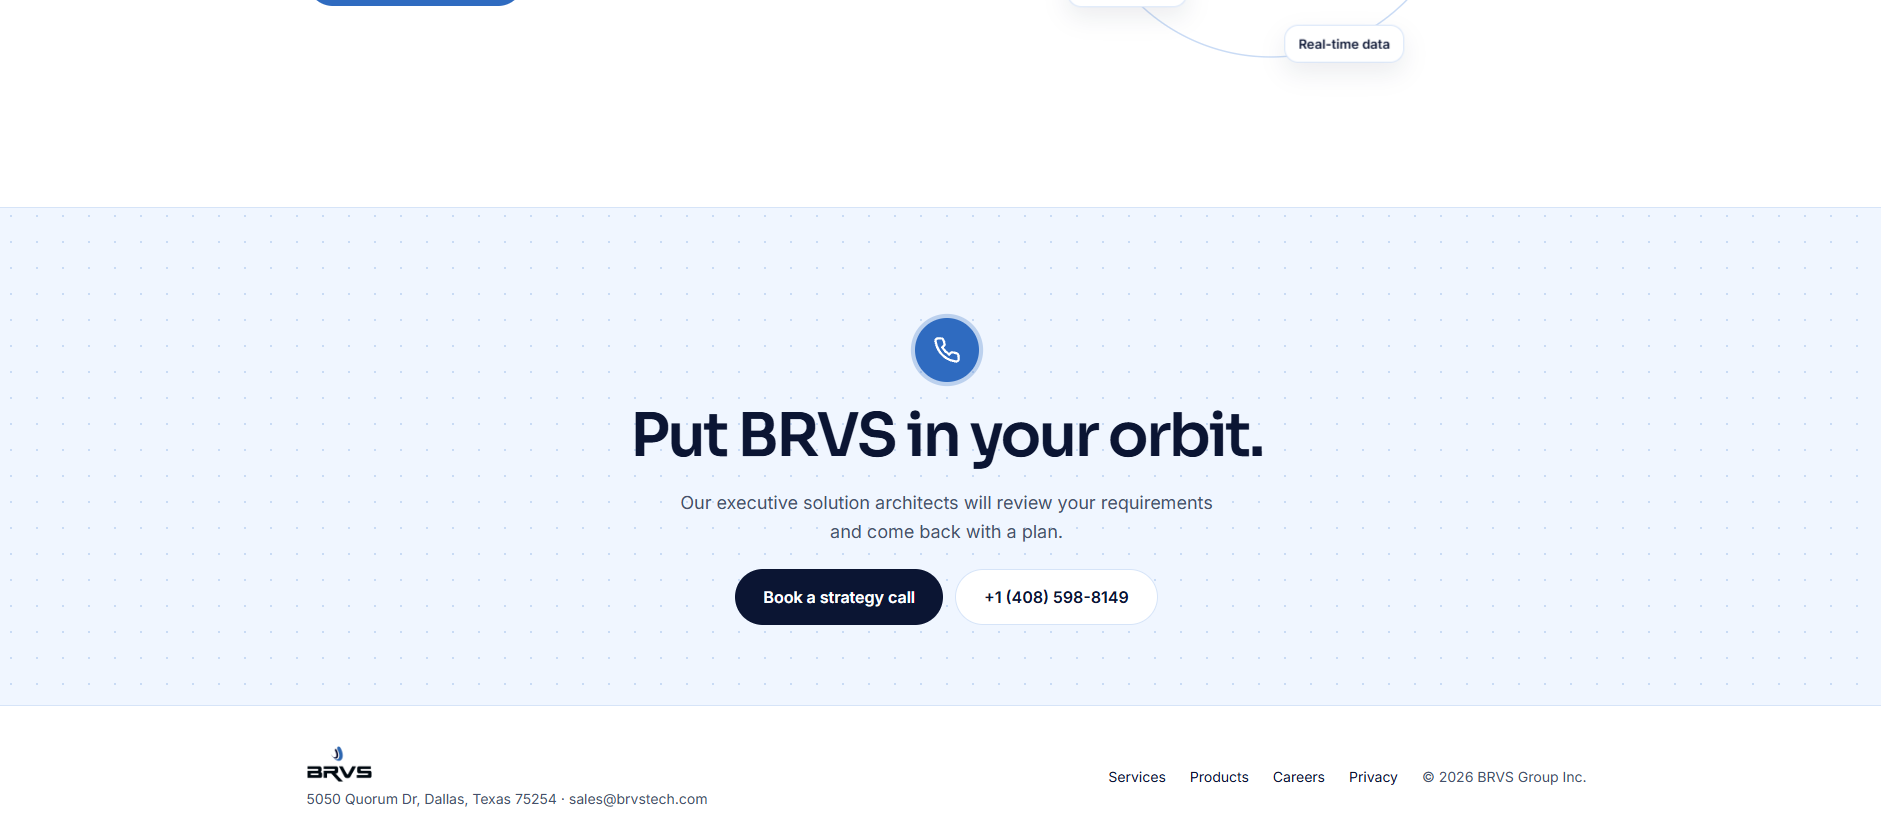 Real-time data
Put BRVS in your orbit.
Our executive solution architects will review your requirements
and come back with a plan.
Book a strategy call
+1 (408) 598-8149
BRVS
5050 Quorum Dr, Dallas, Texas 75254 · sales@brvstech.com
Services Products Careers Privacy © 2026 BRVS Group Inc.